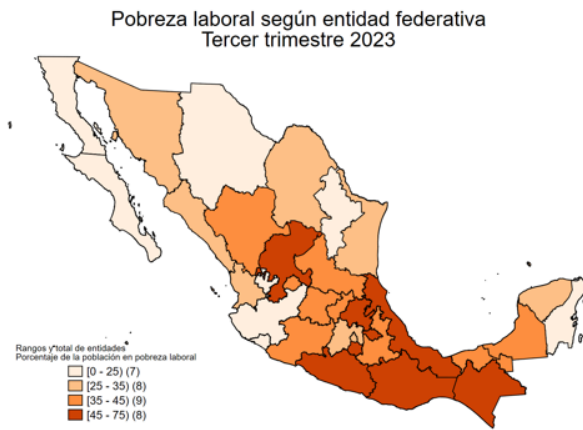 Pobreza laboral según entidad federativa
Tercer trimestre 2023
Rangos y total de entidades
Porcentaje de la población en pobreza laboral
[0 - 25) (7)
[25 - 35) (8)
[35 - 45) (9)
[45 - 75) (8)